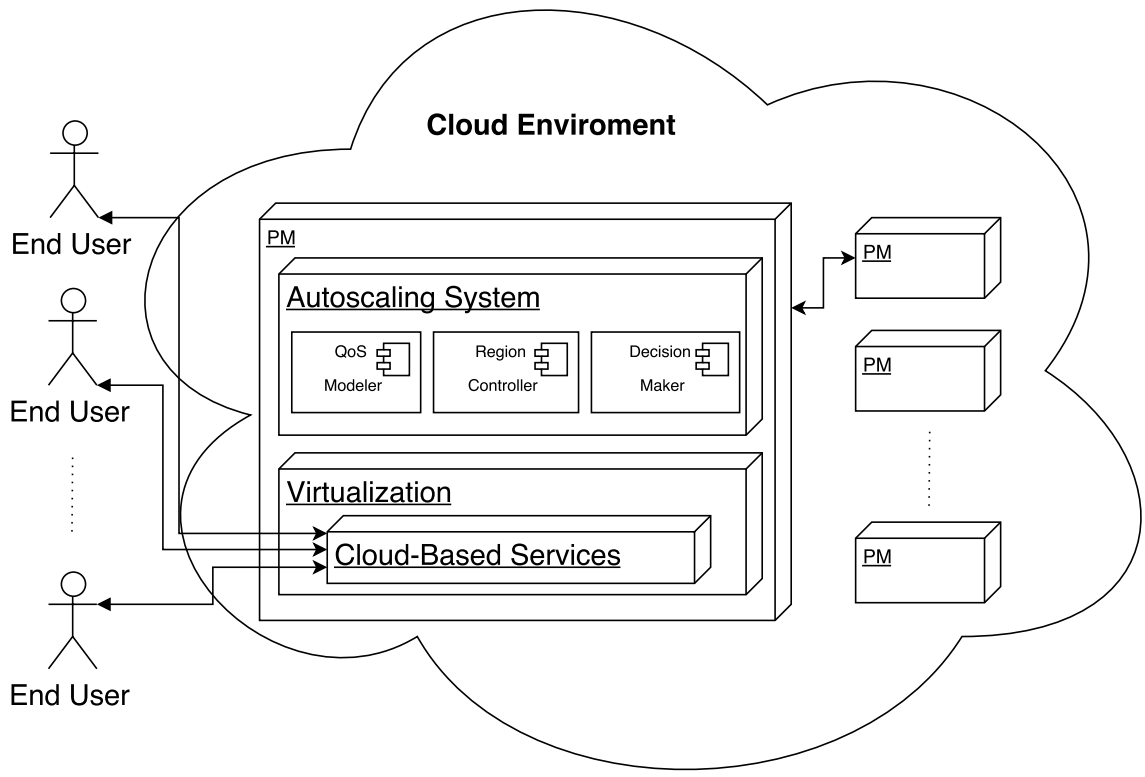 Cloud Enviroment
End User
End User
End User
PM
Autoscaling System
QoS
Modeler
Region
Controller
Decision
Maker
Virtualization
Cloud-Based Services
PM
PM
PM